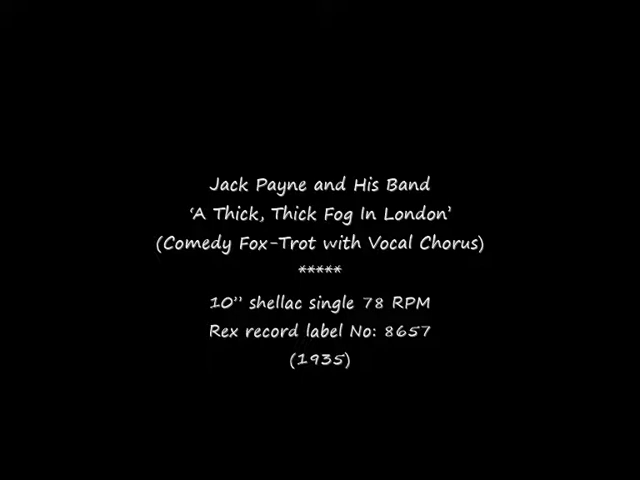 Jack Payne and His Band
‘A Thick, Thick Fog In London’
(Comedy Fox-Trot with Vocal Chorus)
*****
10” shellac single 78 RPM
Rex record label No: 8657
(1935)